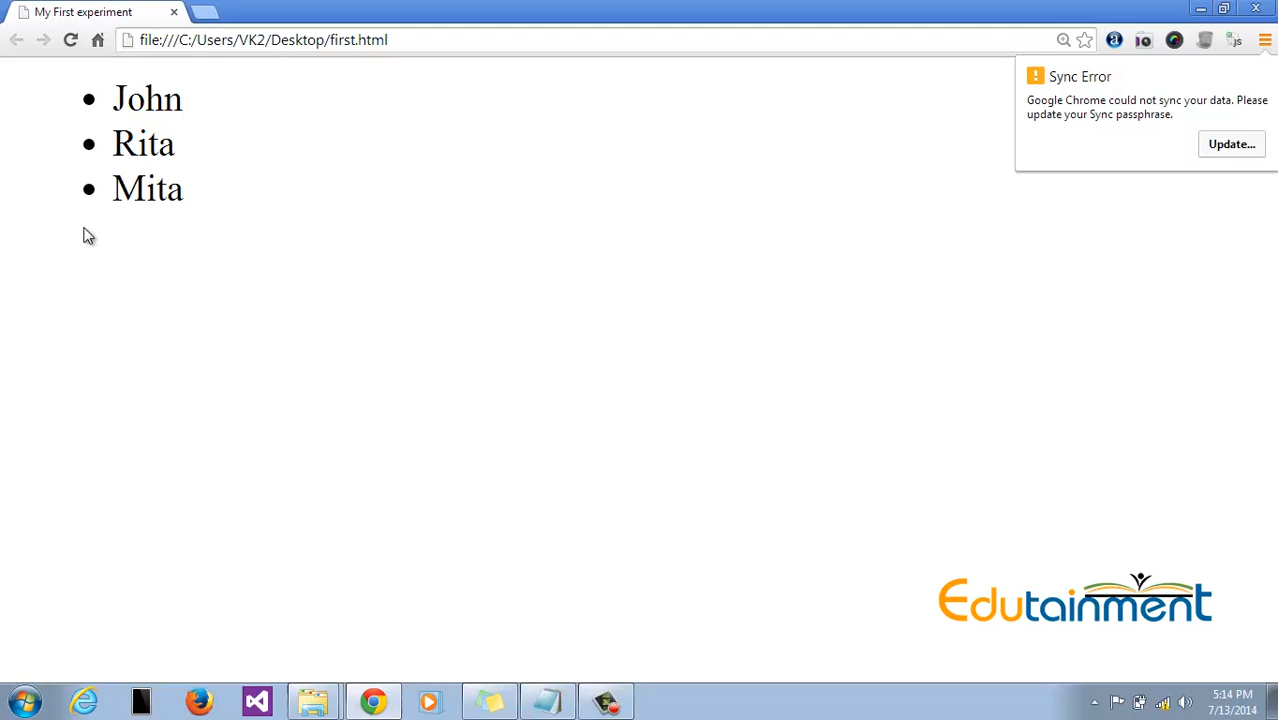 My First experiment
file:///C:/Users/VK2/Desktop/first.html
js
Sync Error
Google Chrome could not sync your data. Please
update your Sync passphrase.
Update...
John
Rita
Mita
Edutainment
5:14 PM
7/13/2014